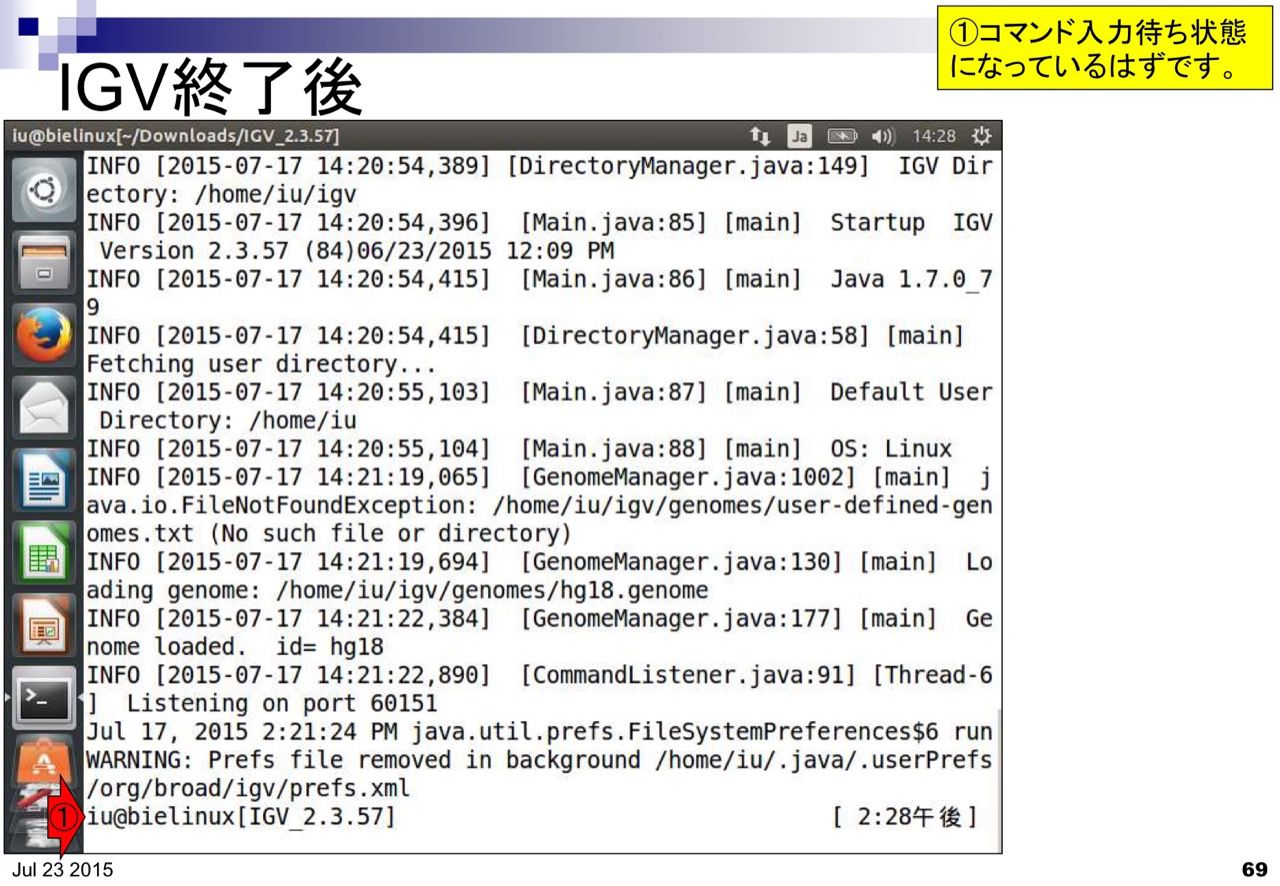 ①コマンド入力待ち状態
になっているはずです。
IGV終了後
iu@bielinux[~/Downloads/IGV_2.3.57]
Ja
14:28
INFO [2015-07-17 14:20:54,389] [DirectoryManager.java:149]  IGV Dir
ectory: /home/iu/igv
INFO [2015-07-17 14:20:54,396]  [Main.java:85] [main]  Startup  IGV
 Version 2.3.57 (84)06/23/2015 12:09 PM
INFO [2015-07-17 14:20:54,415]  [Main.java:86] [main]  Java 1.7.0_7
9
INFO [2015-07-17 14:20:54,415]  [DirectoryManager.java:58] [main]
Fetching user directory...
INFO [2015-07-17 14:20:55,103]  [Main.java:87] [main]  Default User
 Directory: /home/iu
INFO [2015-07-17 14:20:55,104]  [Main.java:88] [main]  OS: Linux
INFO [2015-07-17 14:21:19,065]  [GenomeManager.java:1002] [main]  j
ava.io.FileNotFoundException: /home/iu/igv/genomes/user-defined-gen
omes.txt (No such file or directory)
INFO [2015-07-17 14:21:19,694]  [GenomeManager.java:130] [main]  Lo
ading genome: /home/iu/igv/genomes/hg18.genome
INFO [2015-07-17 14:21:22,384]  [GenomeManager.java:177] [main]  Ge
nome loaded.  id= hg18
INFO [2015-07-17 14:21:22,890]  [CommandListener.java:91] [Thread-6
]  Listening on port 60151
Jul 17, 2015 2:21:24 PM java.util.prefs.FileSystemPreferences$6 run
WARNING: Prefs file removed in background /home/iu/.java/.userPrefs
/org/broad/igv/prefs.xml
①
iu@bielinux[IGV_2.3.57] [ 2:28午後]
Jul 23 2015
69